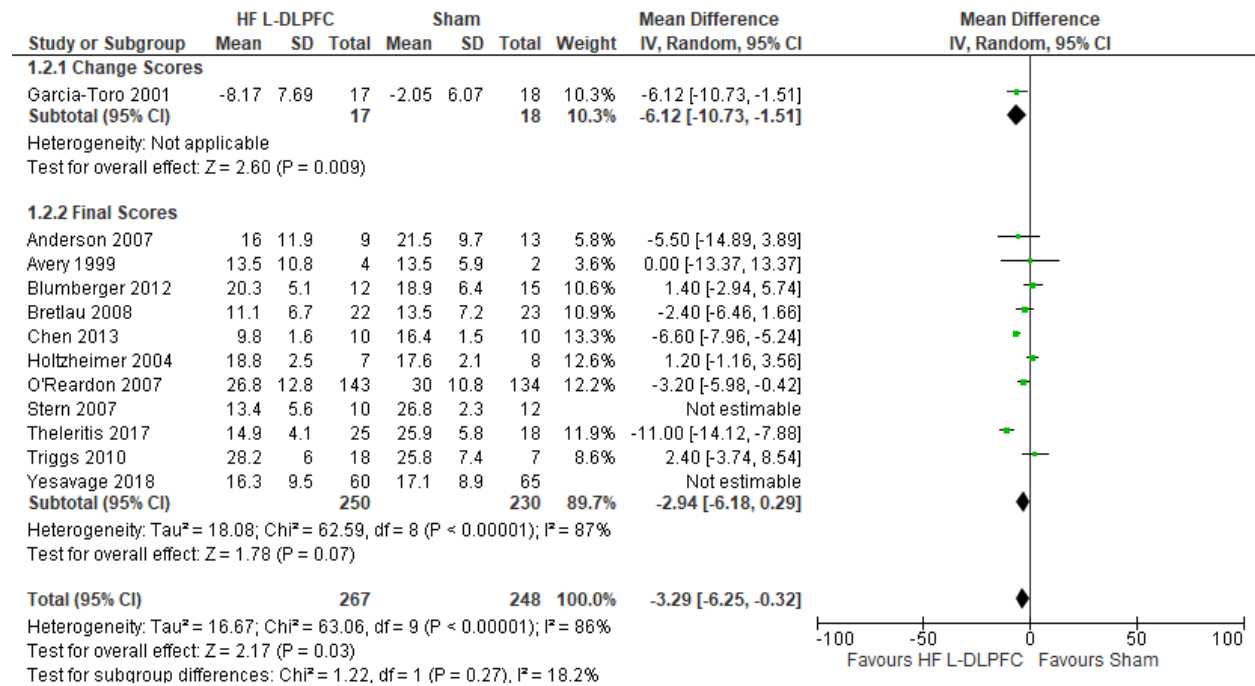 HF L-DLPFC Sham Mean Difference Mean Difference
Study or Subgroup Mean SD Total Mean SD Total Weight IV, Random, 95% CI IV, Random, 95% CI
1.2.1 Change Scores
Garcia-Toro 2001 -8.17 7.69 17 -2.05 6.07 18 10.3% -6.12 [-10.73, -1.51]
Subtotal (95% CI) 17 18 10.3% -6.12 [-10.73, -1.51]
Heterogeneity: Not applicable
Test for overall effect: Z = 2.60 (P = 0.009)
1.2.2 Final Scores
Anderson 2007 16 11.9 9 21.5 9.7 13 5.8% -5.50 [-14.89, 3.89]
Avery 1999 13.5 10.8 4 13.5 5.9 2 3.6% 0.00 [-13.37, 13.37]
Blumberger 2012 20.3 5.1 12 18.9 6.4 15 10.6% 1.40 [-2.94, 5.74]
Bretlau 2008 11.1 6.7 22 13.5 7.2 23 10.9% -2.40 [-6.46, 1.66]
Chen 2013 9.8 1.6 10 16.4 1.5 10 13.3% -6.60 [-7.96, -5.24]
Holtzheimer 2004 18.8 2.5 7 17.6 2.1 8 12.6% 1.20 [-1.16, 3.56]
O'Reardon 2007 26.8 12.8 143 30 10.8 134 12.2% -3.20 [-5.98, -0.42]
Stern 2007 13.4 5.6 10 26.8 2.3 12 Not estimable
Theleritis 2017 14.9 4.1 25 25.9 5.8 18 11.9% -11.00 [-14.12, -7.88]
Triggs 2010 28.2 6 18 25.8 7.4 7 8.6% 2.40 [-3.74, 8.54]
Yesavage 2018 16.3 9.5 60 17.1 8.9 65 Not estimable
Subtotal (95% CI) 250 230 89.7% -2.94 [-6.18, 0.29]
Heterogeneity: Tau² = 18.08; Chi² = 62.59, df = 8 (P < 0.00001); I² = 87%
Test for overall effect: Z = 1.78 (P = 0.07)
Total (95% CI) 267 248 100.0% -3.29 [-6.25, -0.32]
Heterogeneity: Tau² = 16.67; Chi² = 63.06, df = 9 (P < 0.00001); I² = 86%
Test for overall effect: Z = 2.17 (P = 0.03)
Test for subgroup differences: Chi² = 1.22, df = 1 (P = 0.27), I² = 18.2%
-100 -50 0 50 100
Favours HF L-DLPFC Favours Sham